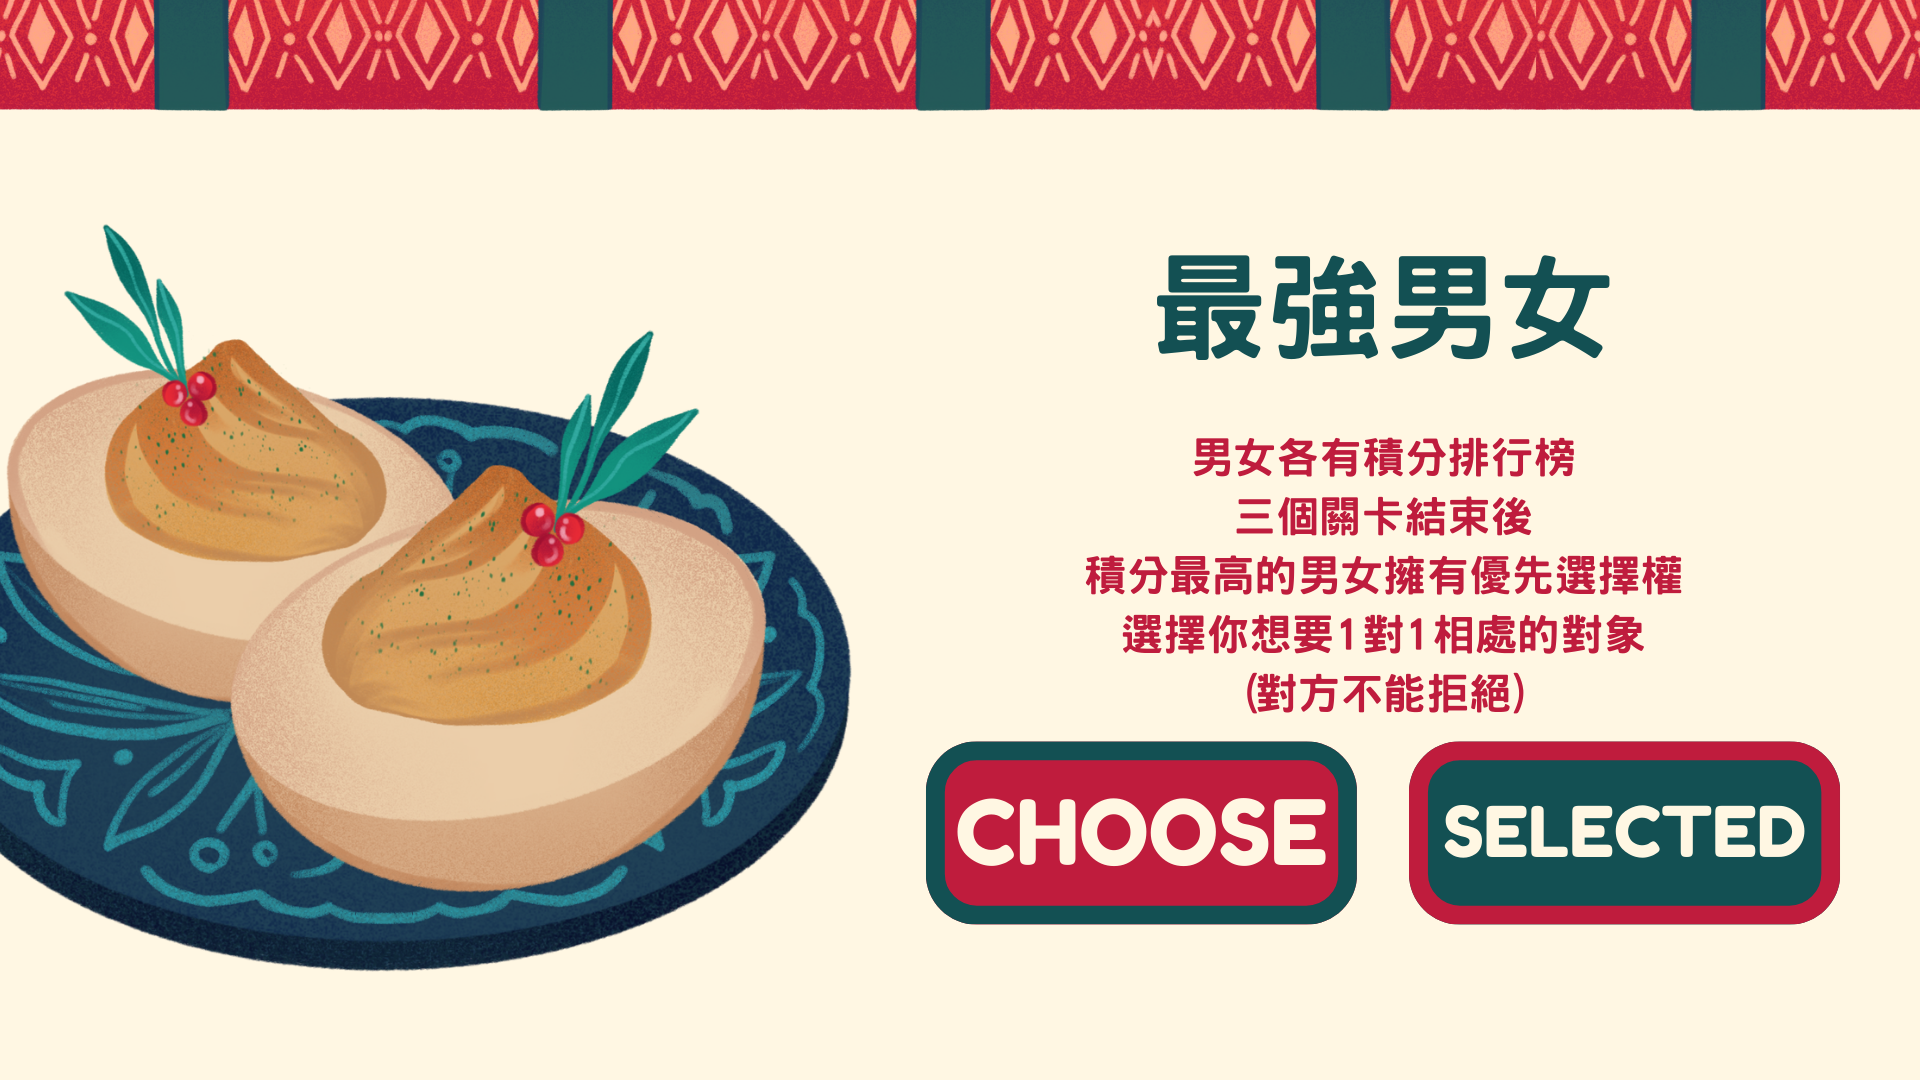 最強男女
男女各有積分排行榜
三個關卡結束後
積分最高的男女擁有優先選擇權
選擇你想要1對1相處的對象
(對方不能拒絕)
CHOOSE
SELECTED